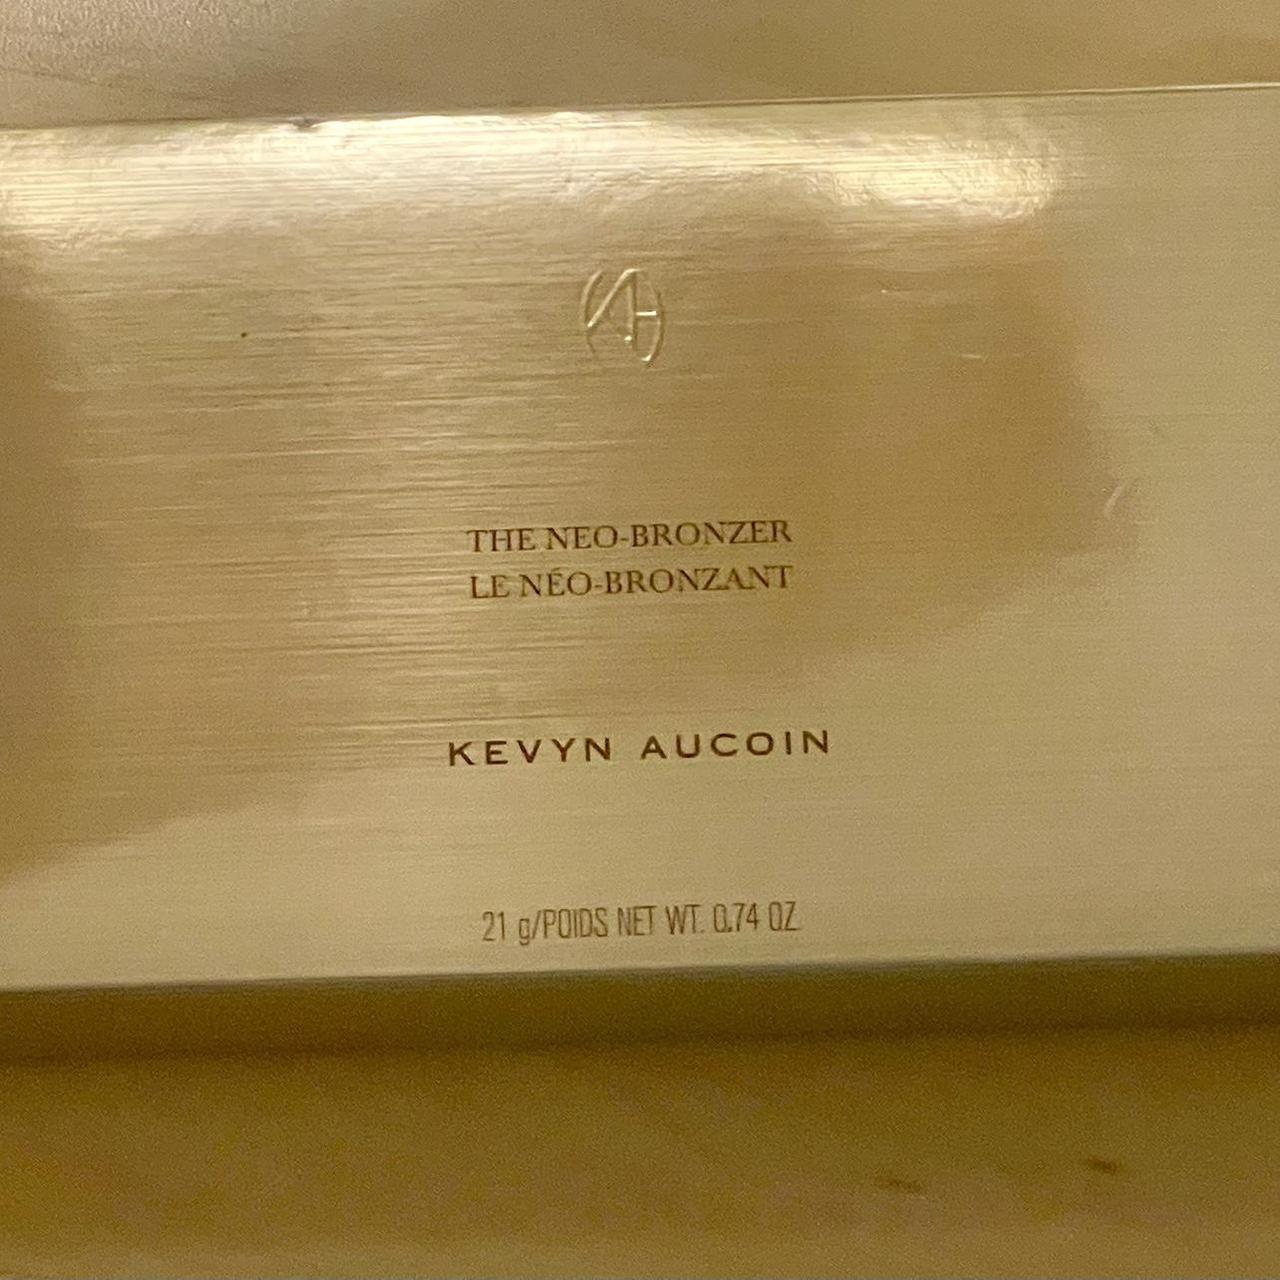 THE NEO-BRONZER
LE NÉO-BRONZANT
KEVYN AUCOIN
21 g/POIDS NET WT. 0.74 OZ.